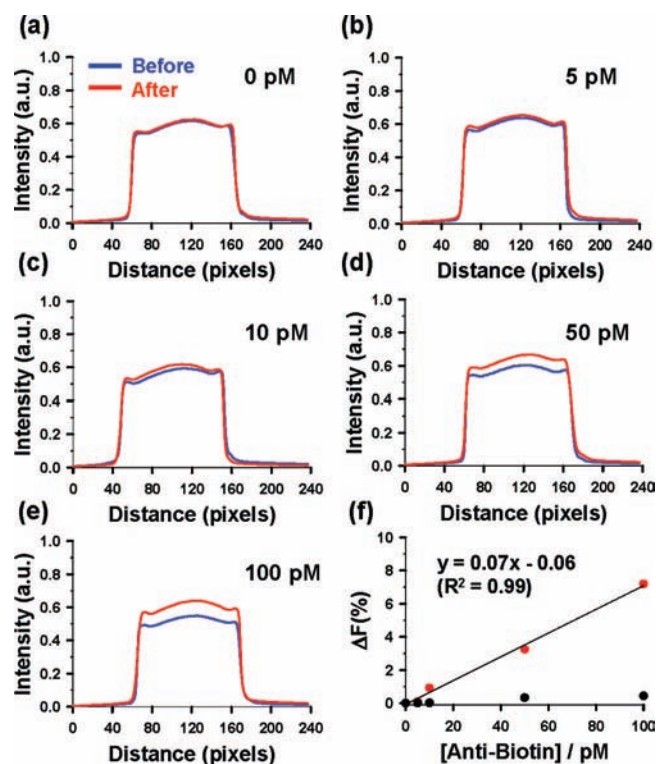 (a)
1.0
0.8
0.6
0.4
0.2
0.0
Intensity (a.u.)
Before
After
0 pM
0 40 80 120 160 200 240
Distance (pixels)
(b)
1.0
0.8
0.6
0.4
0.2
0.0
Intensity (a.u.)
5 pM
0 40 80 120 160 200 240
Distance (pixels)
(c)
1.0
0.8
0.6
0.4
0.2
0.0
Intensity (a.u.)
10 pM
0 40 80 120 160 200 240
Distance (pixels)
(d)
1.0
0.8
0.6
0.4
0.2
0.0
Intensity (a.u.)
50 pM
0 40 80 120 160 200 240
Distance (pixels)
(e)
1.0
0.8
0.6
0.4
0.2
0.0
Intensity (a.u.)
100 pM
0 40 80 120 160 200 240
Distance (pixels)
(f)
10
8
6
4
2
0
ΔF(%)
y = 0.07x - 0.06
(R² = 0.99)
0 20 40 60 80 100
[Anti-Biotin] / pM